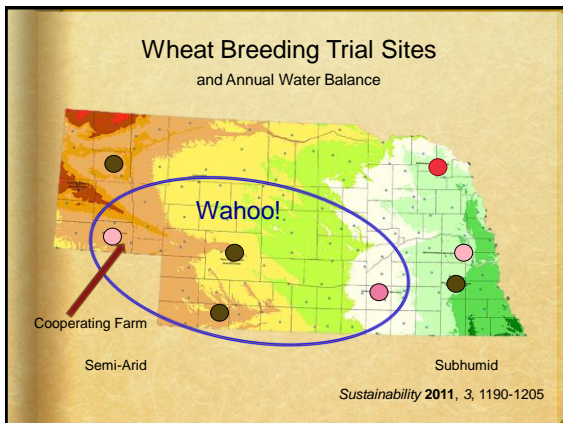 Wheat Breeding Trial Sites
and Annual Water Balance
Wahoo!
Cooperating Farm
Semi-Arid
Subhumid
Sustainability 2011, 3, 1190-1205